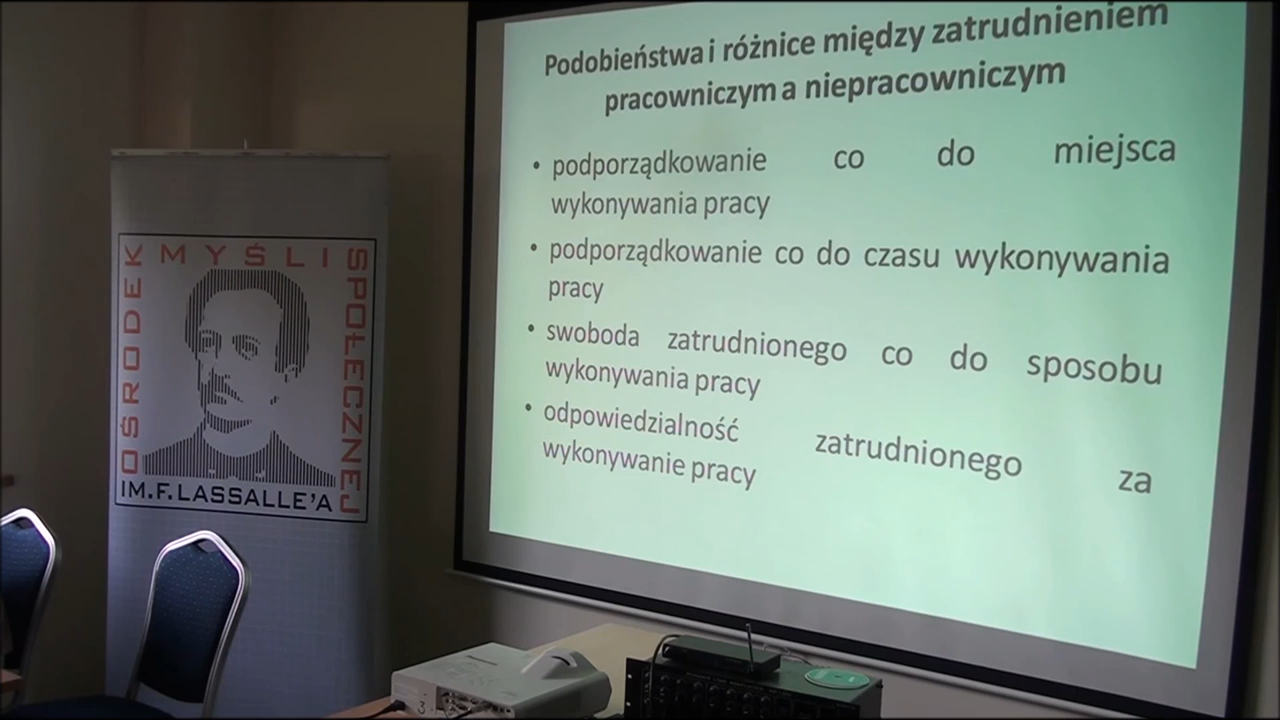 Podobieństwa i różnice między zatrudnieniem
pracowniczym a niepracowniczym
• podporządkowanie co do miejsca
wykonywania pracy
• podporządkowanie co do czasu wykonywania
pracy
• swoboda zatrudnionego co do sposobu
wykonywania pracy
• odpowiedzialność zatrudnionego za
wykonywanie pracy
OŚRODEK MYŚLI SPOŁECZNEJ
IM.F.LASSALLE'A
3